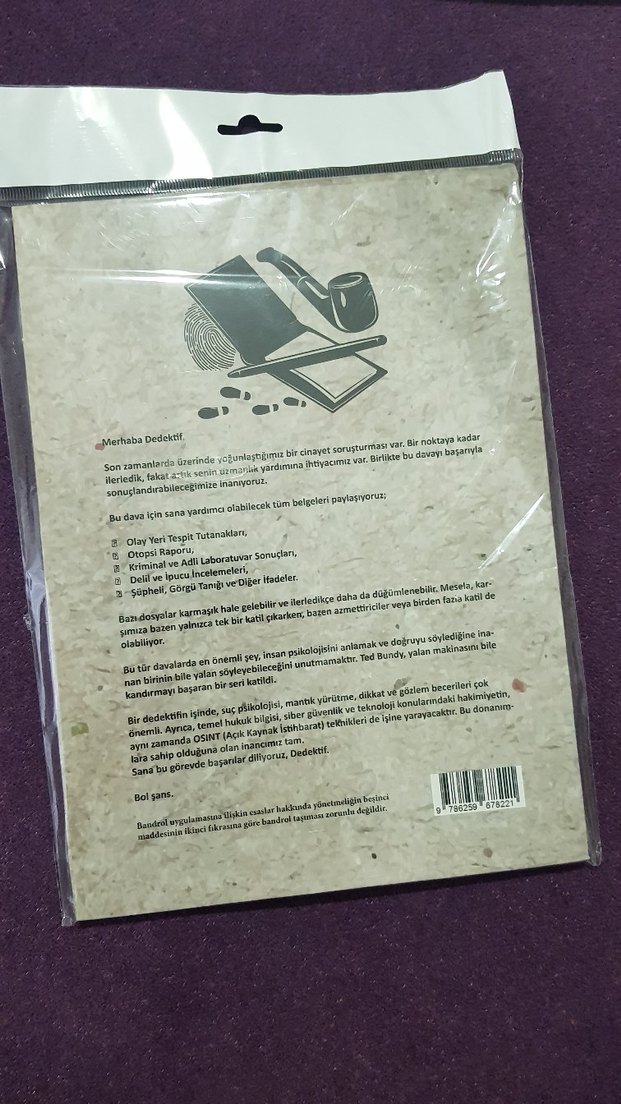 Merhaba Dedektif.
Son zamanlarda üzerinde yoğunlaştığımız bir cinayet soruşturması var. Bir noktaya kadar
ilerledik, fakat artık senin uzmanlık yardımına ihtiyacımız var. Birlikte bu davayı başarıyla
sonuçlandırabileceğimize inanıyoruz.
Bu dava için sana yardımcı olabilecek tüm belgeleri paylaşıyoruz;
Olay Yeri Tespit Tutanakları,
Otopsi Raporu,
Kriminal ve Adli Laboratuvar Sonuçları,
Delil ve İpucu İncelemeleri,
Şüpheli, Görgü Tanığı ve Diğer İfadeler.
Bazı dosyalar karmaşık hale gelebilir ve ilerledikçe daha da düğümlenebilir. Mesela, kar-
şımıza bazen yalnızca tek bir katil çıkarken, bazen azmettiriciler veya birden fazla katil de
olabiliyor.
Bu tür davalarda en önemli şey, insan psikolojisini anlamak ve doğruyu söylediğine ina-
nan birinin bile yalan söyleyebileceğini unutmamaktır. Ted Bundy, yalan makinasını bile
kandırmayı başaran bir seri katildi.
Bir dedektifin işinde, suç psikolojisi, mantık yürütme, dikkat ve gözlem becerileri çok
önemli. Ayrıca, temel hukuk bilgisi, siber güvenlik ve teknoloji konularındaki hakimiyetin,
aynı zamanda OSINT (Açık Kaynak İstihbarat) teknikleri de işine yarayacaktır. Bu donanım-
lara sahip olduğuna olan inancımız tam.
Sana bu görevde başarılar diliyoruz, Dedektif.
Bol şans.
Bandrol uygulamasına ilişkin esaslar hakkında yönetmeliğin beşinci
maddesinin ikinci fıkrasına göre bandrol taşıması zorunlu değildir.
9 786259 678221